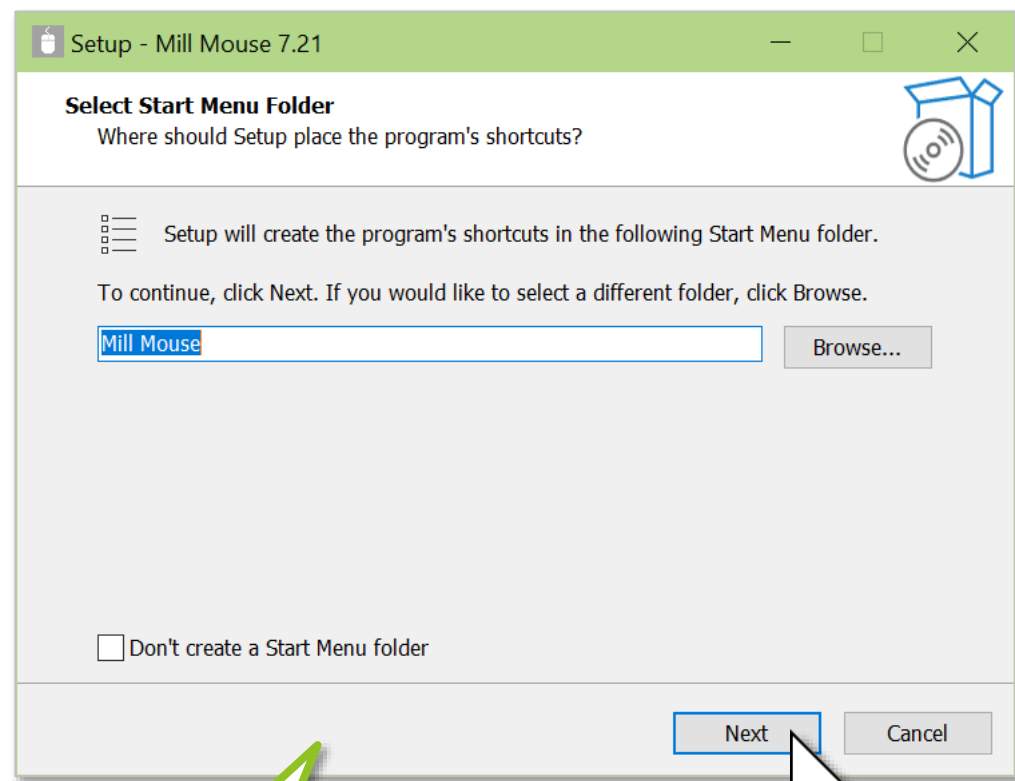 Setup - Mill Mouse 7.21
Select Start Menu Folder
Where should Setup place the program's shortcuts?
Setup will create the program's shortcuts in the following Start Menu folder.
To continue, click Next. If you would like to select a different folder, click Browse.
Mill Mouse
Browse...
Don't create a Start Menu folder
Next
Cancel